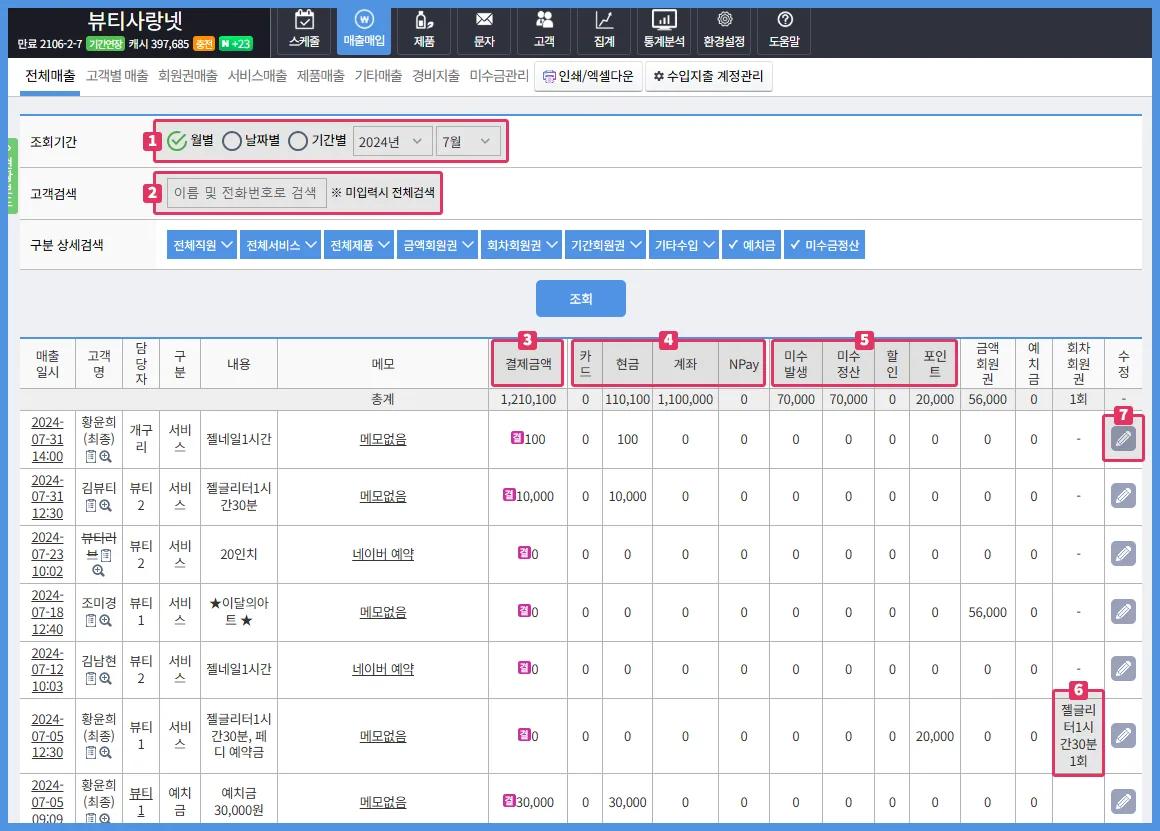 뷰티사랑넷
만료 2106-2-7 기간연장 캐시 397,685 충전 N +23
스케줄
매출매입
제품
문자
고객
집계
통계분석
환경설정
도움말
전체매출 고객별 매출 회원권매출 서비스매출 제품매출 기타매출 경비지출 미수금관리 인쇄/엑셀다운 수입지출 계정관리
조회기간 1 월별 날짜별 기간별 2024년 7월
고객검색 2 이름 및 전화번호로 검색 ※ 미입력시 전체검색
구분 상세검색 전체직원 전체서비스 전체제품 금액회원권 회차회원권 기간회원권 기타수입 ✓ 예치금 ✓ 미수금정산
조회
3 4 5
매출
일시
고객
명
담
당
자
구
분
내용
메모
결제금액
카
드
현금
계좌
NPay
미수
발생
미수
정산
할
인
포인
트
금액
회원
권
예
치
금
회차
회원
권
수
정
총계 1,210,100 0 110,100 1,100,000 0 70,000 70,000 0 20,000 56,000 0 1회 -
7
2024-
07-31
14:00
황윤희
(최종)
개구
리
서비
스
젤네일1시간
메모없음
결100 0 100 0 0 0 0 0 0 0 0 -
2024-
07-31
12:30
김뷰티
뷰티
2
서비
스
젤글리터1시
간30분
메모없음
결10,000 0 10,000 0 0 0 0 0 0 0 0 -
2024-
07-23
10:02
뷰티러
브
뷰티
2
서비
스
20인치
네이버 예약
결0 0 0 0 0 0 0 0 0 0 0 -
2024-
07-18
12:40
조미경
뷰티
1
서비
스
★이달의아
트 ★
메모없음
결0 0 0 0 0 0 0 0 0 56,000 0 -
2024-
07-12
10:03
김남현
뷰티
2
서비
스
젤네일1시간
네이버 예약
결0 0 0 0 0 0 0 0 0 0 0 -
6
2024-
07-05
12:30
황윤희
(최종)
뷰티
1
서비
스
젤글리터1시
간30분, 페
디 예약금
메모없음
결0 0 0 0 0 0 0 0 20,000 0 0
젤글리
터1시
간30분
1회
2024-
07-05
09:09
황윤희
(최종)
뷰티
1
예치
금
예치금
30,000원
메모없음
결30,000 0 30,000 0 0 0 0 0 0 0 0